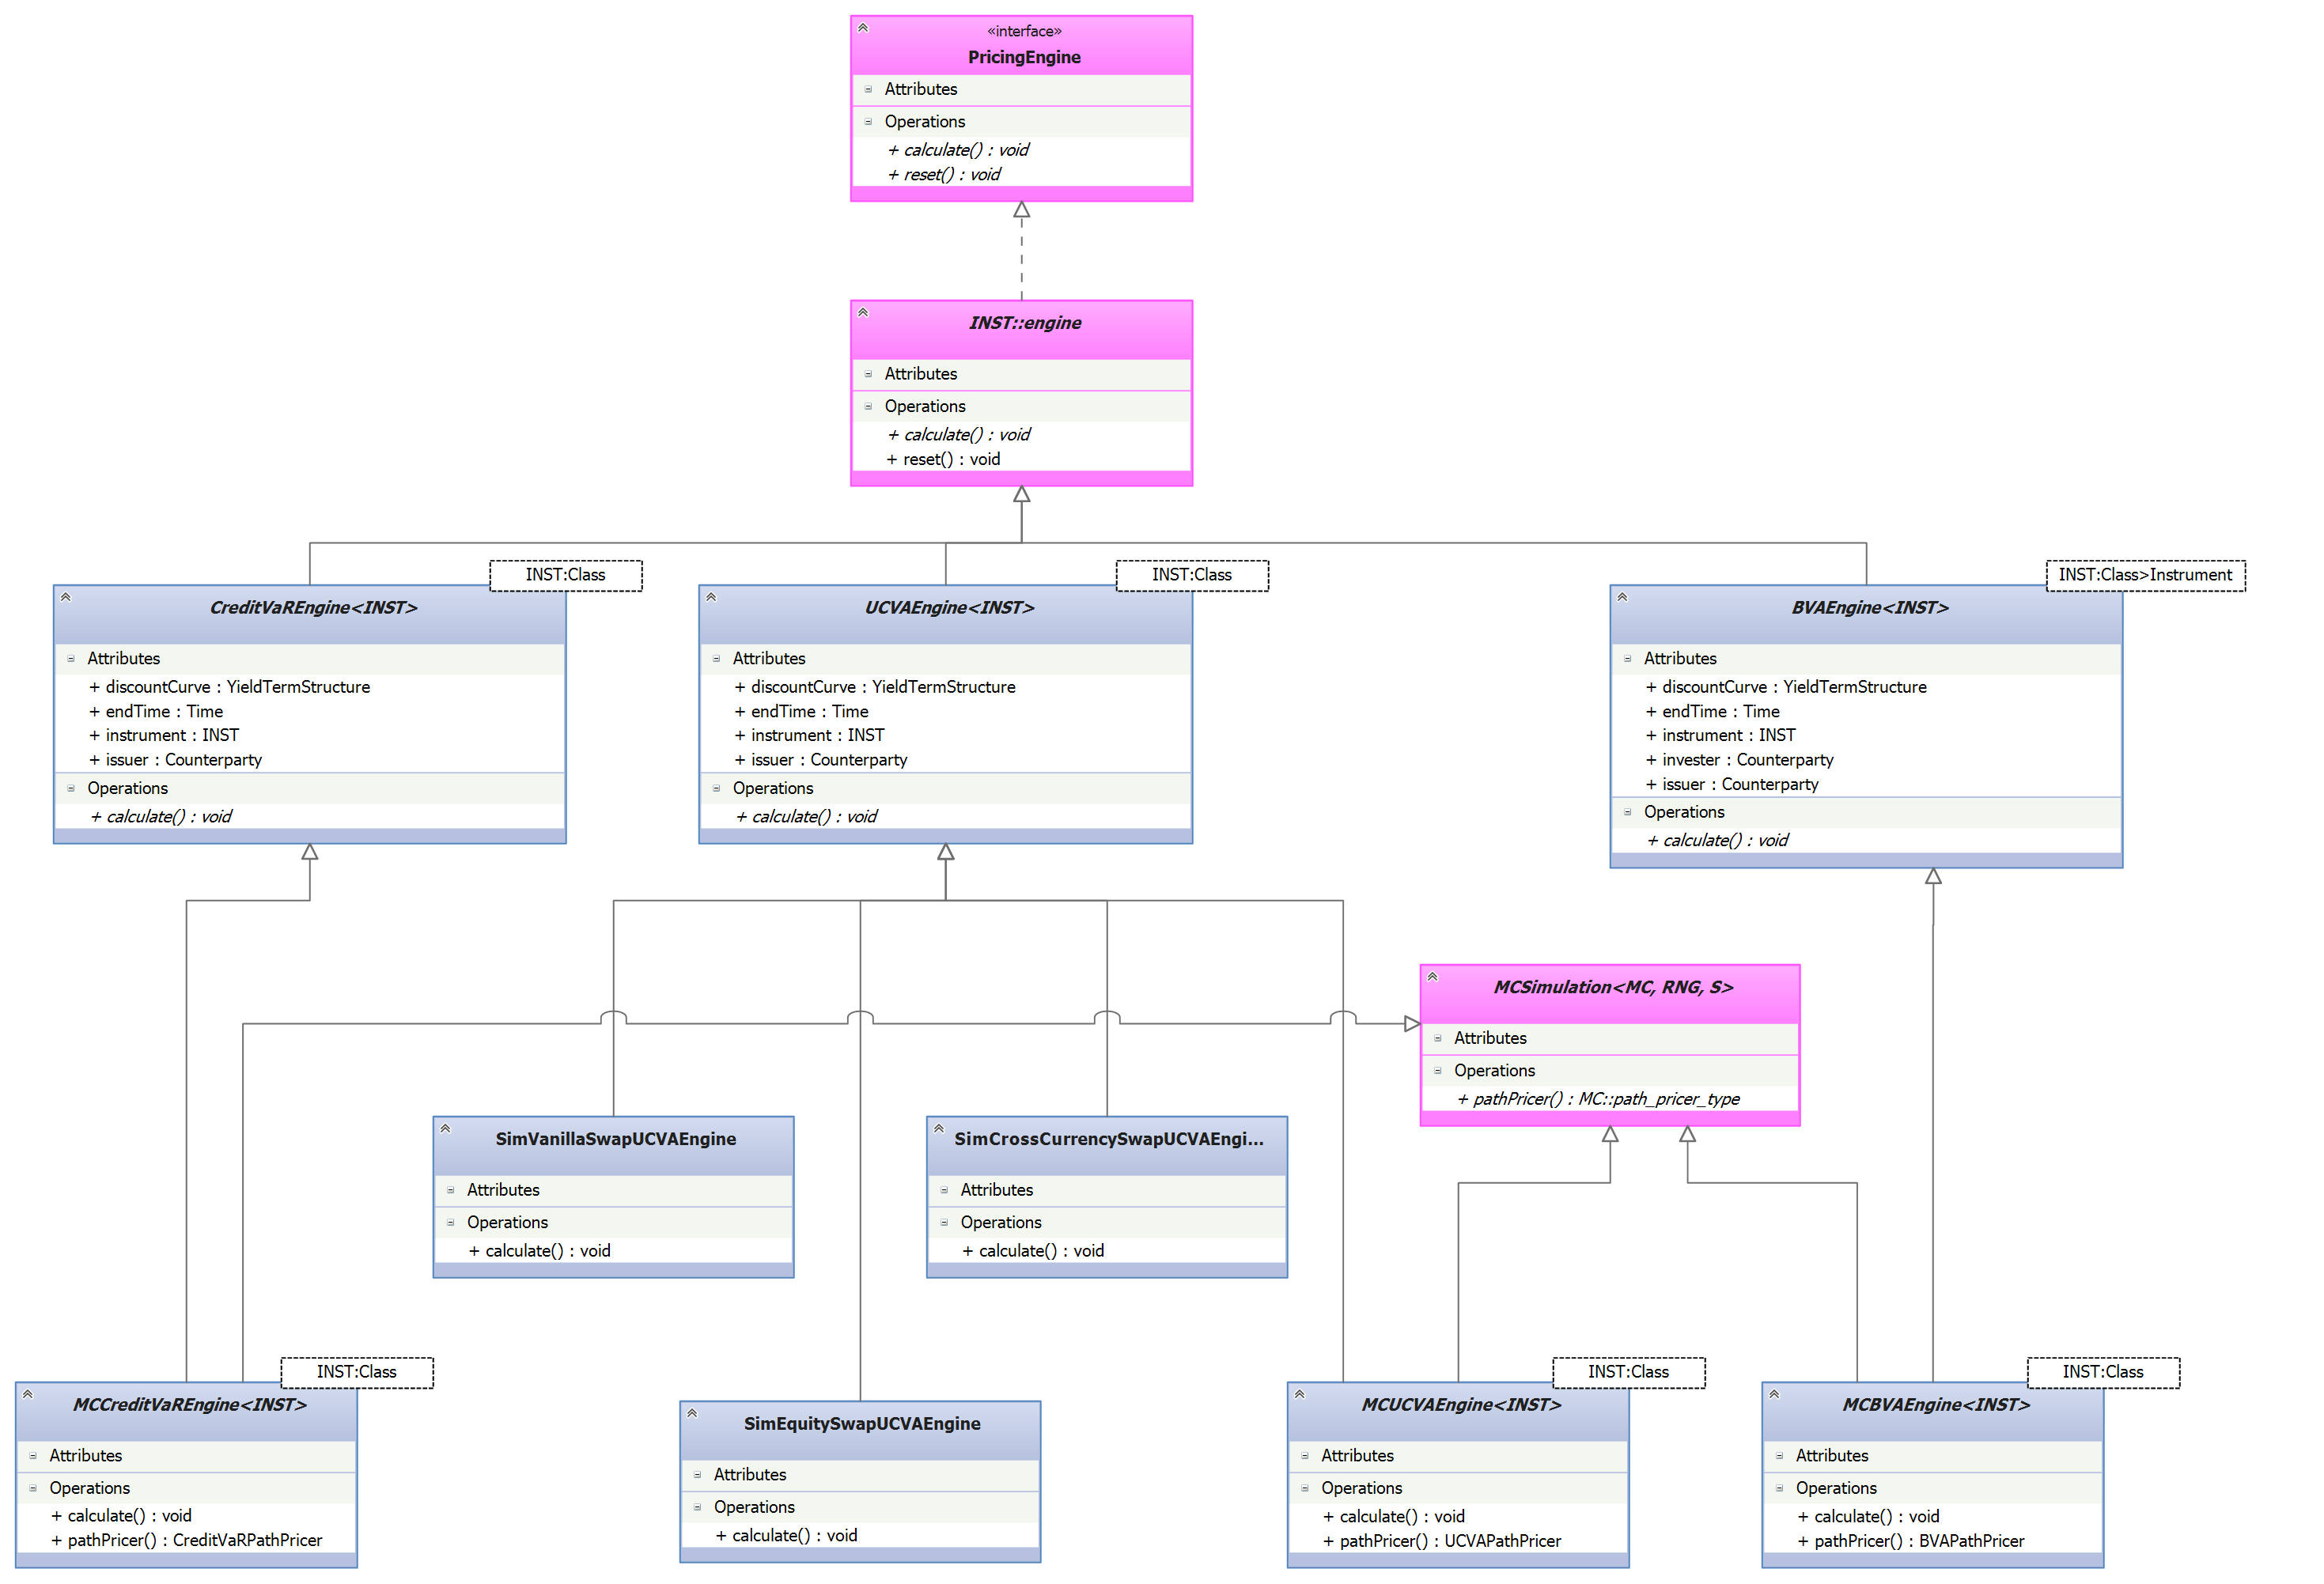 «interface»
PricingEngine
Attributes
Operations
+ calculate() : void
+ reset() : void
INST::engine
Attributes
Operations
+ calculate() : void
+ reset() : void
INST:Class
CreditVaREngine<INST>
Attributes
+ discountCurve : YieldTermStructure
+ endTime : Time
+ instrument : INST
+ issuer : Counterparty
Operations
+ calculate() : void
INST:Class
UCVAEngine<INST>
Attributes
+ discountCurve : YieldTermStructure
+ endTime : Time
+ instrument : INST
+ issuer : Counterparty
Operations
+ calculate() : void
INST:Class>Instrument
BVAEngine<INST>
Attributes
+ discountCurve : YieldTermStructure
+ endTime : Time
+ instrument : INST
+ invester : Counterparty
+ issuer : Counterparty
Operations
+ calculate() : void
MCSimulation<MC, RNG, S>
Attributes
Operations
+ pathPricer() : MC::path_pricer_type
SimVanillaSwapUCVAEngine
Attributes
Operations
+ calculate() : void
SimCrossCurrencySwapUCVAEngi...
Attributes
Operations
+ calculate() : void
INST:Class
MCCreditVaREngine<INST>
Attributes
Operations
+ calculate() : void
+ pathPricer() : CreditVaRPathPricer
SimEquitySwapUCVAEngine
Attributes
Operations
+ calculate() : void
INST:Class
MCUCVAEngine<INST>
Attributes
Operations
+ calculate() : void
+ pathPricer() : UCVAPathPricer
INST:Class
MCBVAEngine<INST>
Attributes
Operations
+ calculate() : void
+ pathPricer() : BVAPathPricer